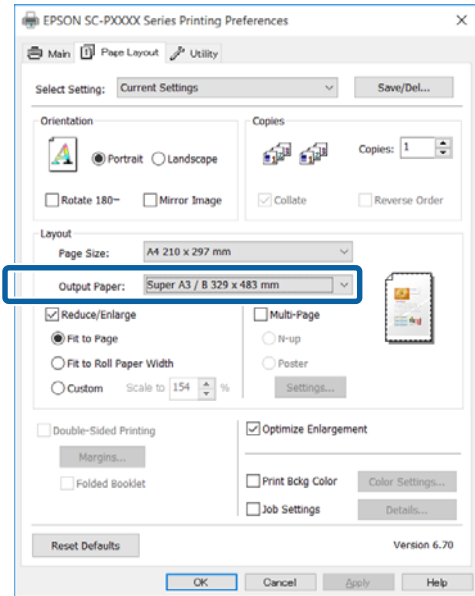 EPSON SC-PXXXX Series Printing Preferences
Main Page Layout Utility
Select Setting: Current Settings Save/Del...
Orientation Copies
Portrait Landscape Copies: 1
Rotate 180° Mirror Image Collate Reverse Order
Layout
Page Size: A4 210 x 297 mm
Output Paper: Super A3 / B 329 x 483 mm
Reduce/Enlarge Multi-Page
Fit to Page N-up
Fit to Roll Paper Width Poster
Custom Scale to 154 % Settings...
Double-Sided Printing Optimize Enlargement
Margins...
Folded Booklet Print Bckg Color Color Settings...
Job Settings Details...
Reset Defaults Version 6.70
OK Cancel Apply Help